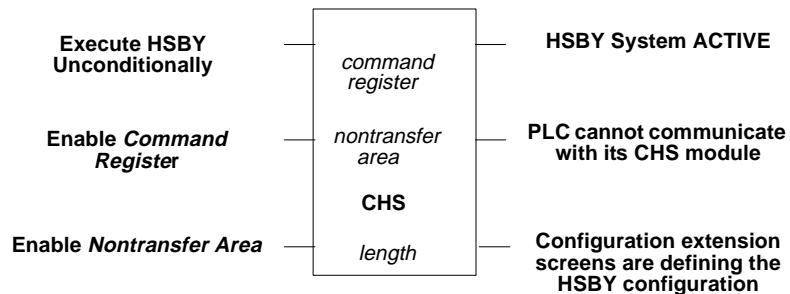 Execute HSBY
Unconditionally
command
register
HSBY System ACTIVE
Enable Command
Register
nontransfer
area
PLC cannot communicate
with its CHS module
CHS
Enable Nontransfer Area
length
Configuration extension
screens are defining the
HSBY configuration